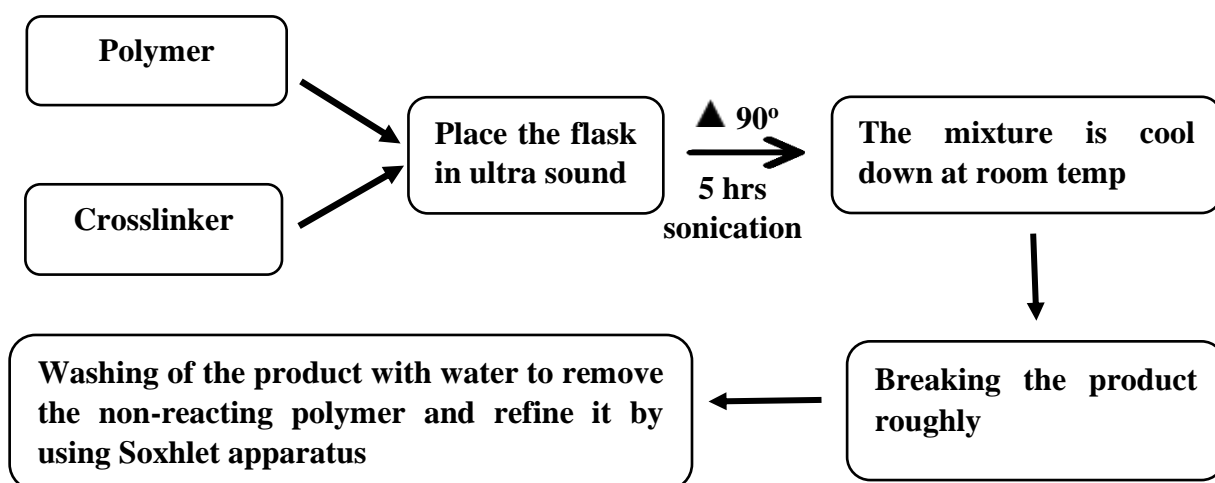 Polymer
Crosslinker
Place the flask
in ultra sound
▲ 90º
5 hrs
sonication
The mixture is cool
down at room temp
Breaking the product
roughly
Washing of the product with water to remove
the non-reacting polymer and refine it by
using Soxhlet apparatus